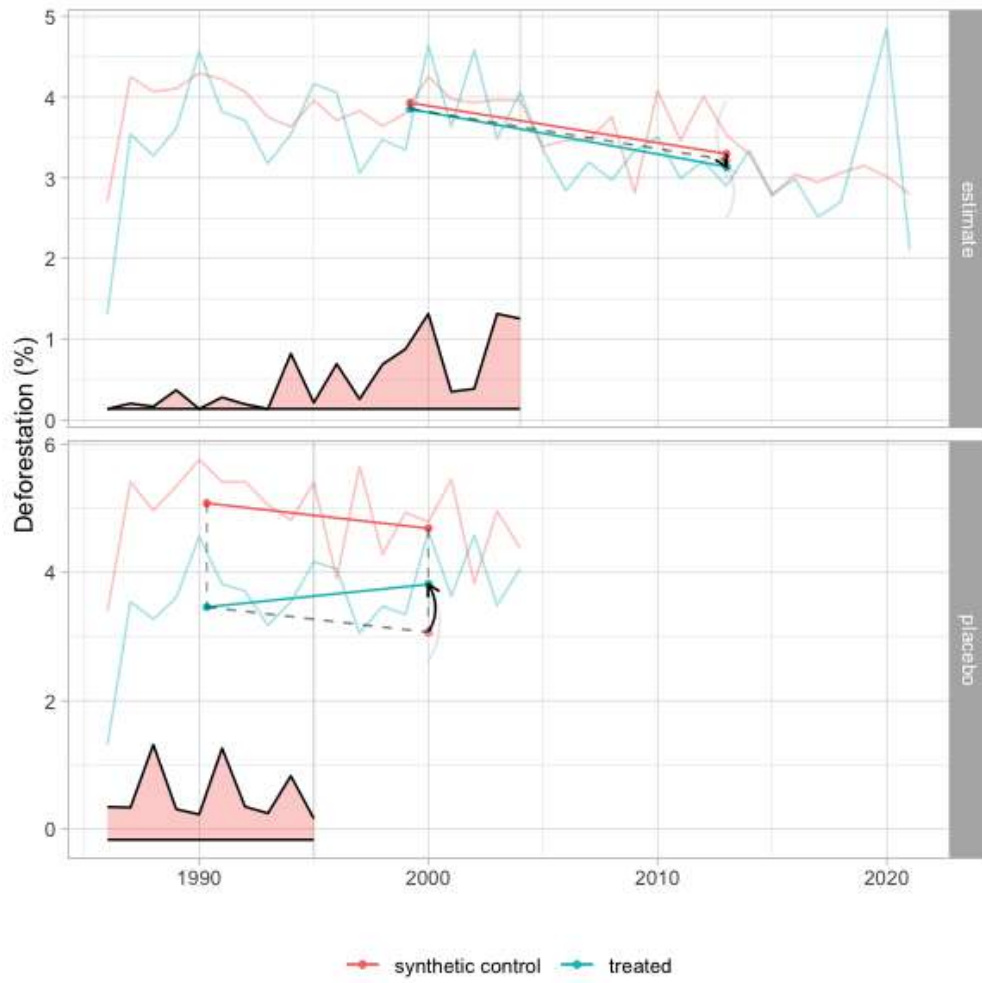 5
4
3
2
1
0
estimate
Deforestation (%)
6
4
2
0
placebo
1990 2000 2010 2020
synthetic control treated